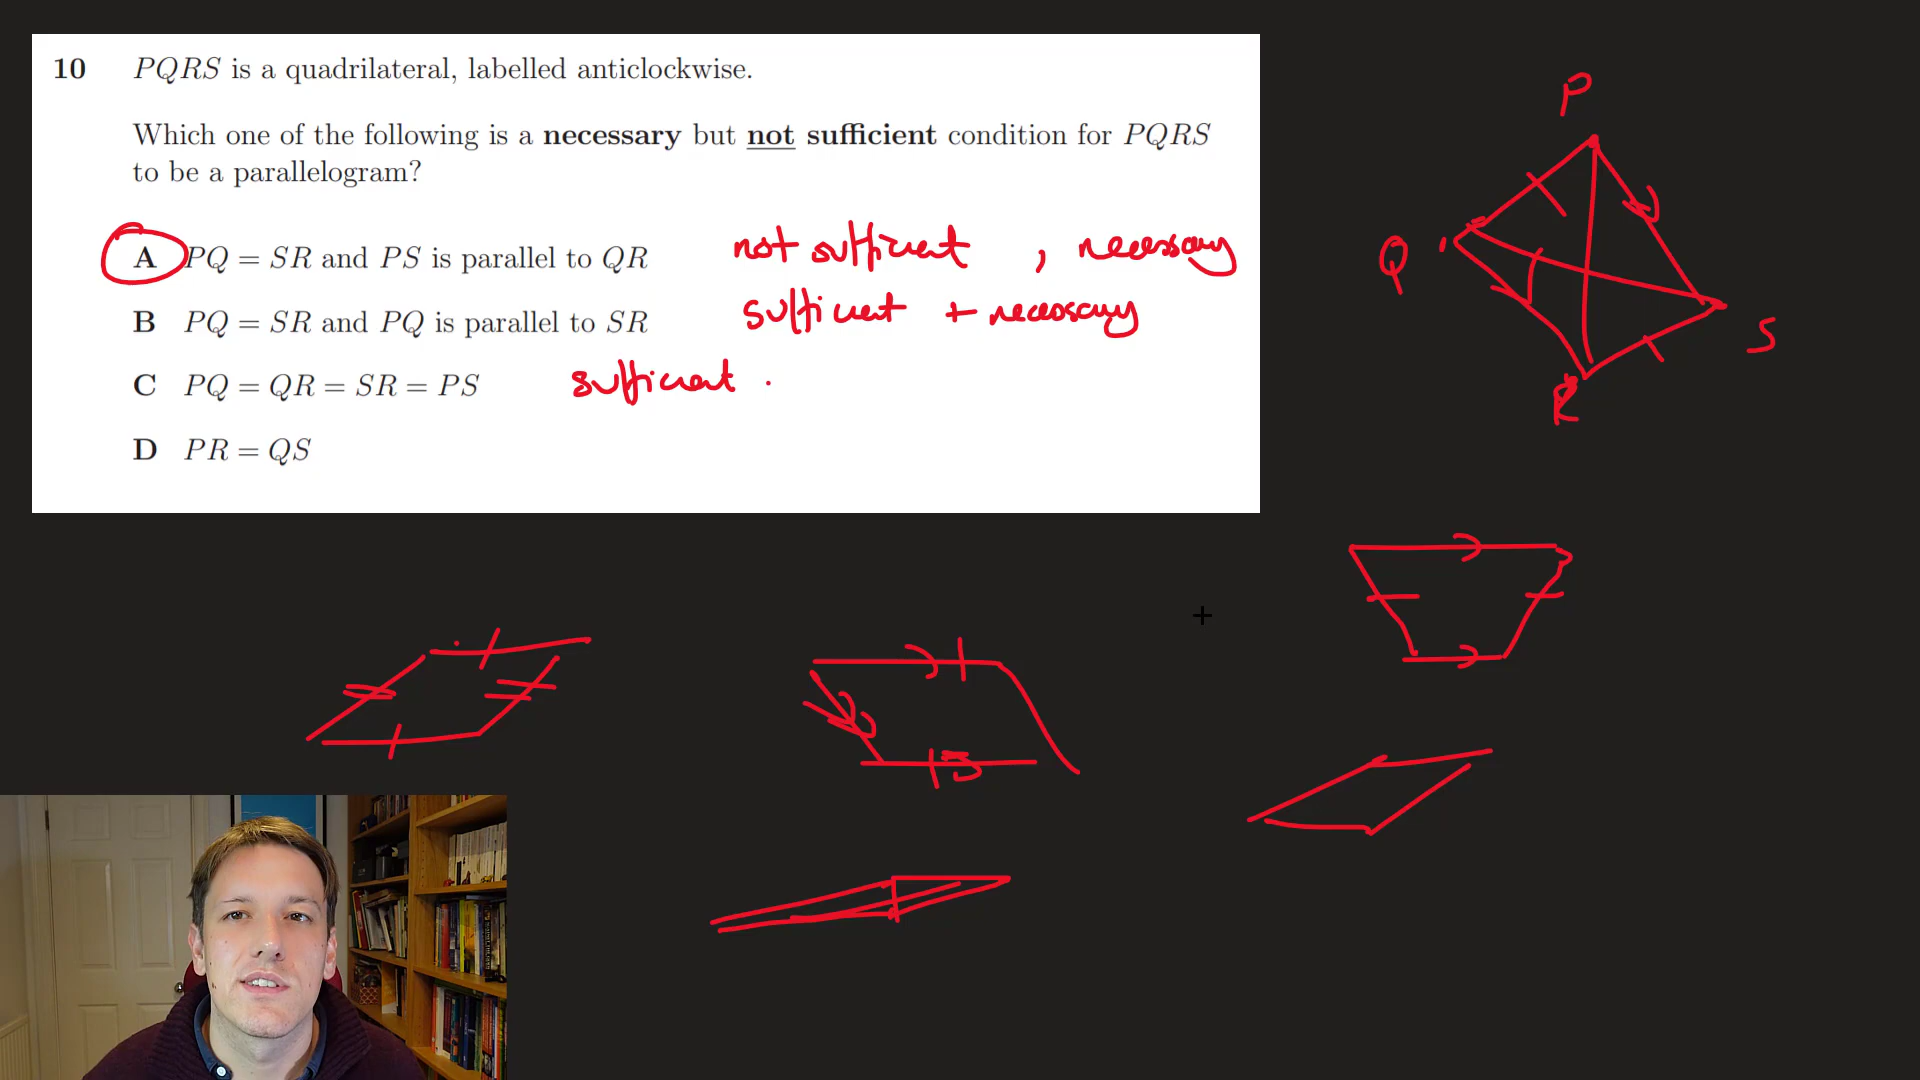 10 PQRS is a quadrilateral, labelled anticlockwise.
Which one of the following is a necessary but not sufficient condition for PQRS
to be a parallelogram?
A PQ = SR and PS is parallel to QR not sufficient, necessary
B PQ = SR and PQ is parallel to SR sufficient + necessary
C PQ = QR = SR = PS sufficient.
D PR = QS
P
Q
S
R